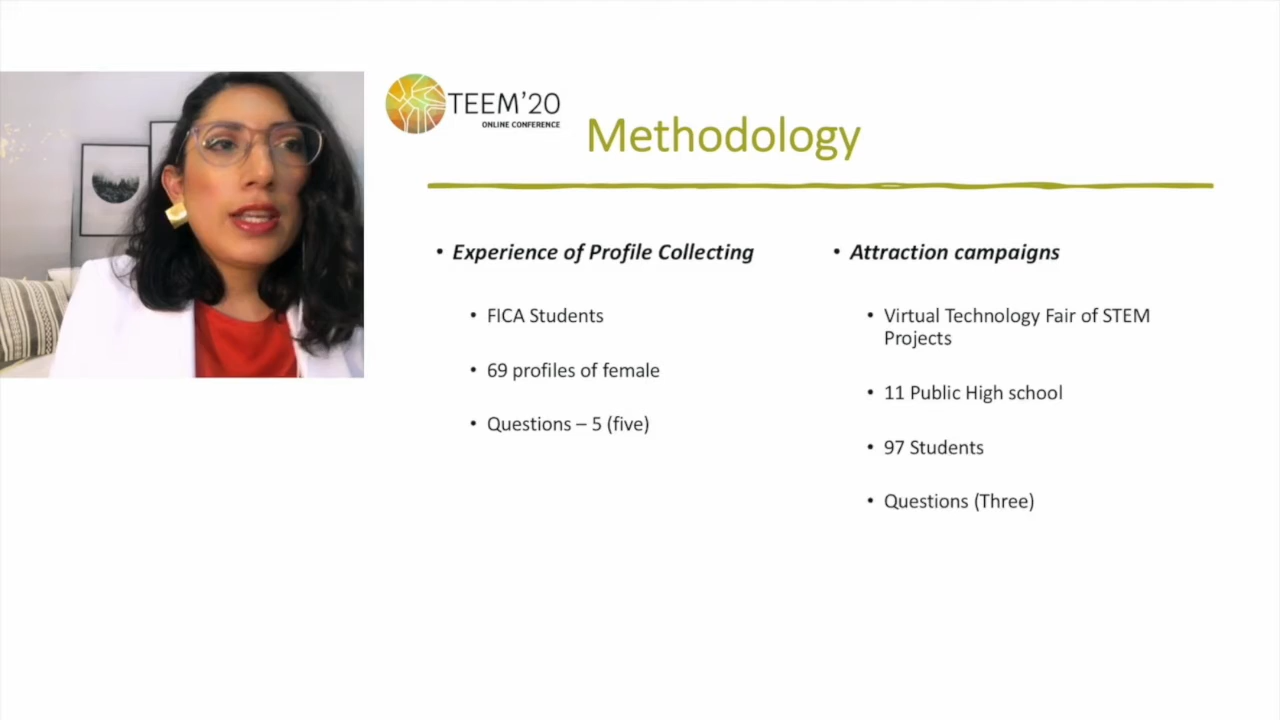 TEEM'20
ONLINE CONFERENCE
Methodology
• Experience of Profile Collecting
• FICA Students
• 69 profiles of female
• Questions – 5 (five)
• Attraction campaigns
• Virtual Technology Fair of STEM
Projects
• 11 Public High school
• 97 Students
• Questions (Three)